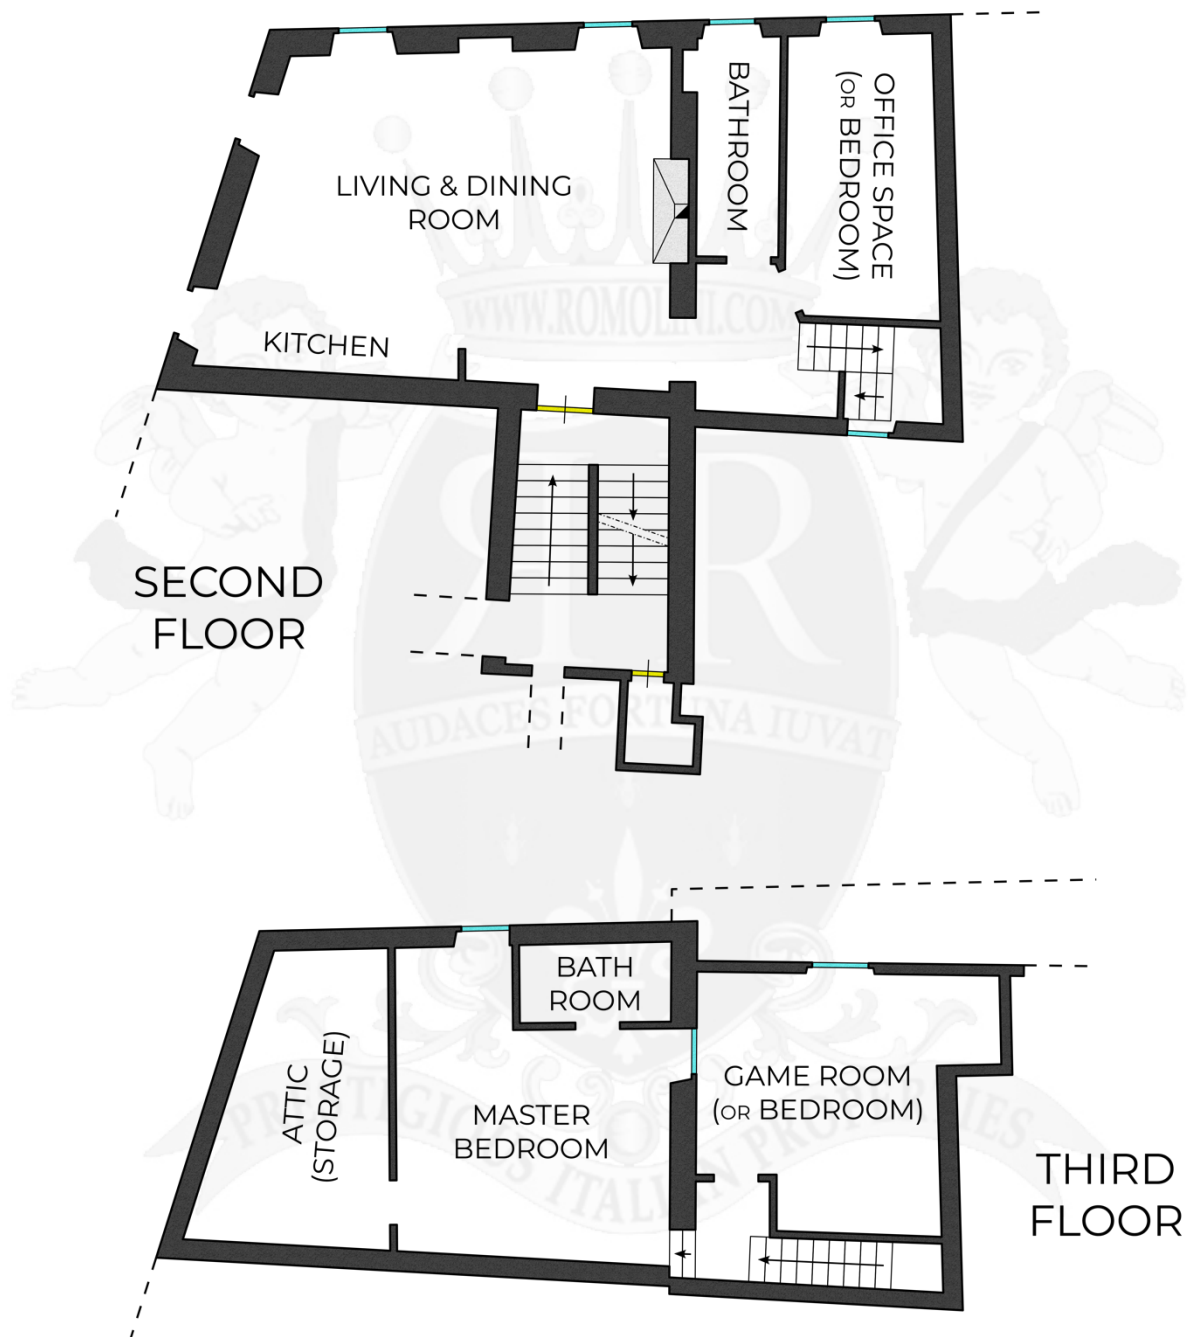 LIVING & DINING
ROOM
BATHROOM
OFFICE SPACE
(OR BEDROOM)
KITCHEN
WWW.ROMOLINI.COM
SECOND
FLOOR
RR
AUDACES FORTUNA IUVAT
BATH
ROOM
ATTIC
(STORAGE)
MASTER
BEDROOM
GAME ROOM
(OR BEDROOM)
PRESTIGIOUS ITALIAN PROPERTIES
THIRD
FLOOR